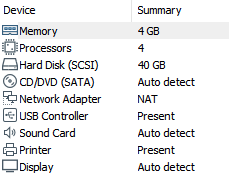 Device Summary
Memory 4 GB
Processors 4
Hard Disk (SCSI) 40 GB
CD/DVD (SATA) Auto detect
Network Adapter NAT
USB Controller Present
Sound Card Auto detect
Printer Present
Display Auto detect